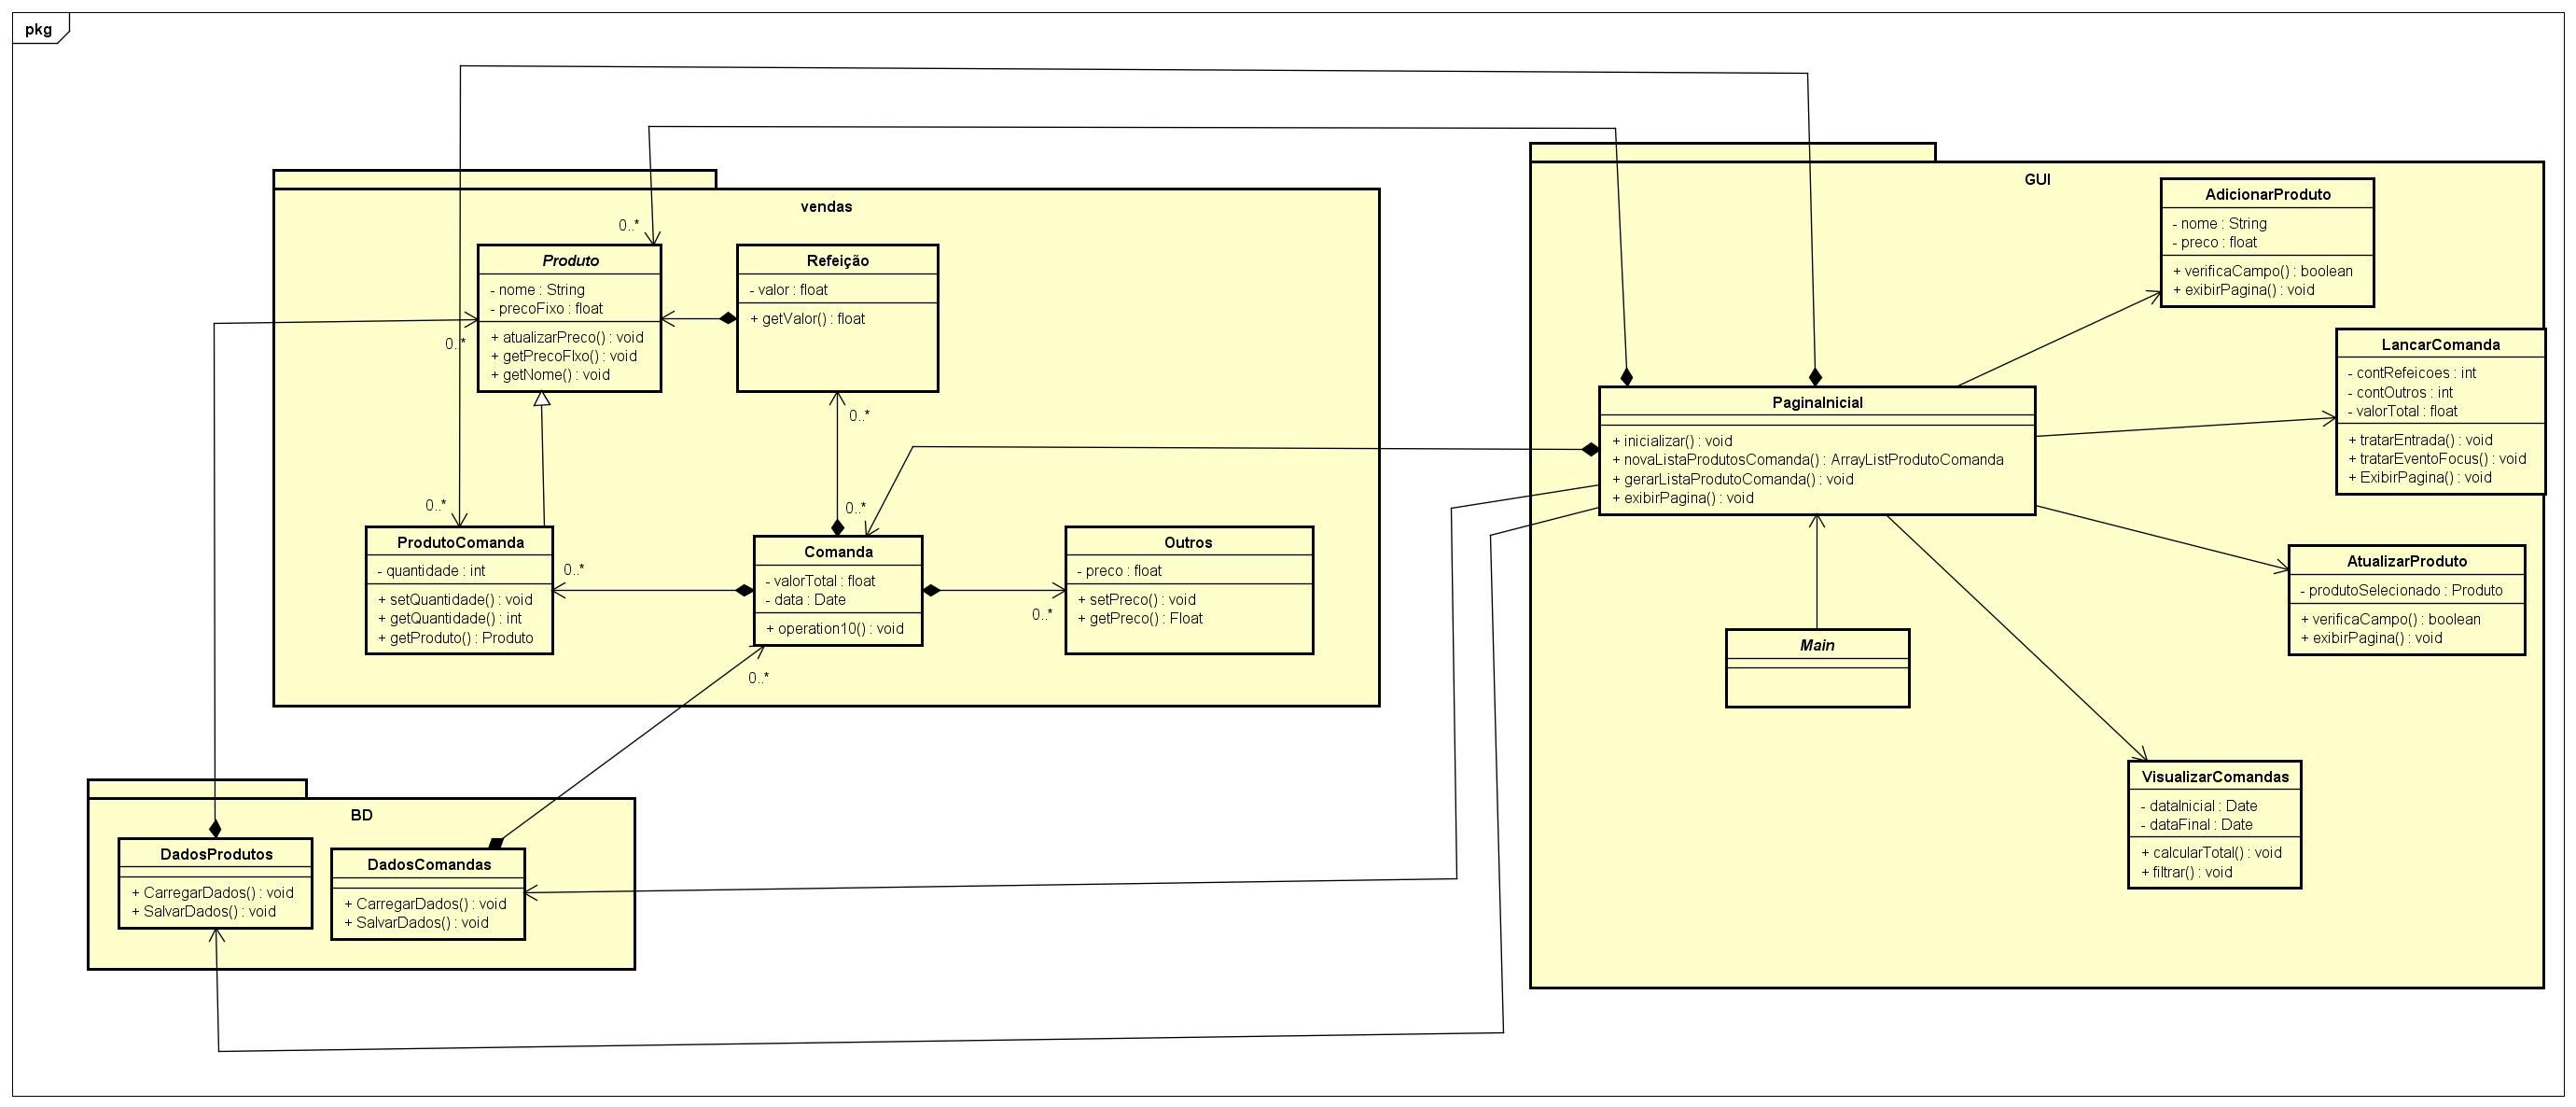 pkg
vendas
0..*
Produto
- nome : String
- precoFixo : float
+ atualizarPreco() : void
+ getPrecoFIxo() : void
+ getNome() : void
0..*
Refeição
- valor : float
+ getValor() : float
0..*
0..*
0..*
ProdutoComanda
- quantidade : int
+ setQuantidade() : void
+ getQuantidade() : int
+ getProduto() : Produto
0..*
Comanda
- valorTotal : float
- data : Date
+ operation10() : void
0..*
Outros
- preco : float
+ setPreco() : void
+ getPreco() : Float
0..*
BD
DadosProdutos
+ CarregarDados() : void
+ SalvarDados() : void
DadosComandas
+ CarregarDados() : void
+ SalvarDados() : void
GUI
AdicionarProduto
- nome : String
- preco : float
+ verificaCampo() : boolean
+ exibirPagina() : void
LancarComanda
- contRefeicoes : int
- contOutros : int
- valorTotal : float
+ tratarEntrada() : void
+ tratarEventoFocus() : void
+ ExibirPagina() : void
PaginaInicial
+ inicializar() : void
+ novaListaProdutosComanda() : ArrayListProdutoComanda
+ gerarListaProdutoComanda() : void
+ exibirPagina() : void
AtualizarProduto
- produtoSelecionado : Produto
+ verificaCampo() : boolean
+ exibirPagina() : void
Main
VisualizarComandas
- dataInicial : Date
- dataFinal : Date
+ calcularTotal() : void
+ filtrar() : void